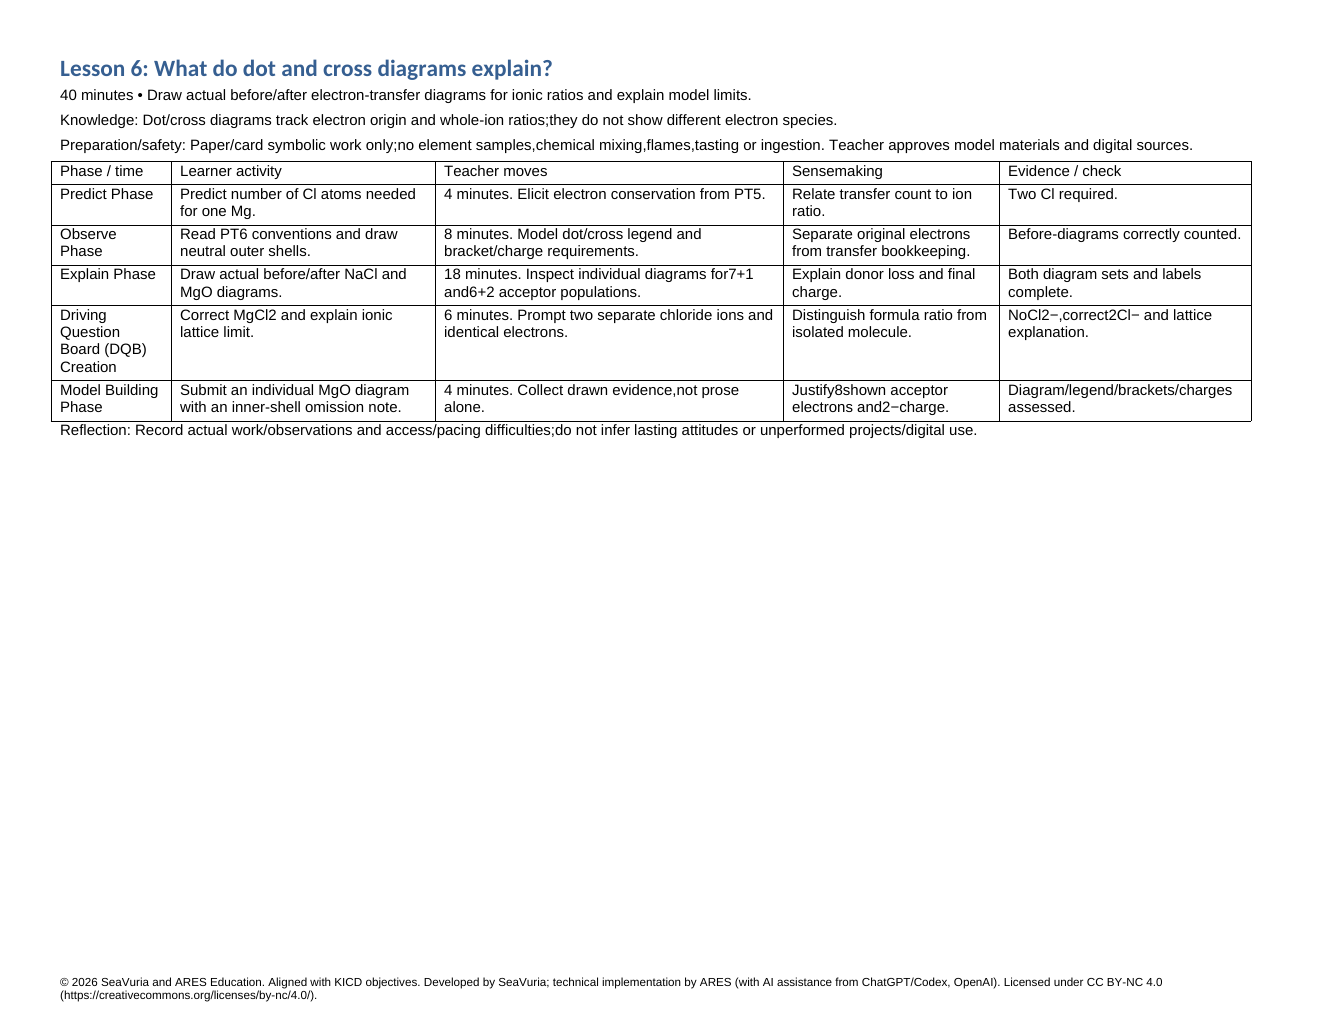 Lesson 6: What do dot and cross diagrams explain?
40 minutes • Draw actual before/after electron-transfer diagrams for ionic ratios and explain model limits.
Knowledge: Dot/cross diagrams track electron origin and whole-ion ratios;they do not show different electron species.
Preparation/safety: Paper/card symbolic work only;no element samples,chemical mixing,flames,tasting or ingestion. Teacher approves model materials and digital sources.
Phase / time
Learner activity
Teacher moves
Sensemaking
Evidence / check
Predict Phase
Predict number of Cl atoms needed
for one Mg.
4 minutes. Elicit electron conservation from PT5.
Relate transfer count to ion
ratio.
Two Cl required.
Observe
Phase
Read PT6 conventions and draw
neutral outer shells.
8 minutes. Model dot/cross legend and
bracket/charge requirements.
Separate original electrons
from transfer bookkeeping.
Before-diagrams correctly counted.
Explain Phase
Draw actual before/after NaCl and
MgO diagrams.
18 minutes. Inspect individual diagrams for7+1
and6+2 acceptor populations.
Explain donor loss and final
charge.
Both diagram sets and labels
complete.
Driving
Question
Board (DQB)
Creation
Correct MgCl2 and explain ionic
lattice limit.
6 minutes. Prompt two separate chloride ions and
identical electrons.
Distinguish formula ratio from
isolated molecule.
NoCl2−,correct2Cl− and lattice
explanation.
Model Building
Phase
Submit an individual MgO diagram
with an inner-shell omission note.
4 minutes. Collect drawn evidence,not prose
alone.
Justify8shown acceptor
electrons and2−charge.
Diagram/legend/brackets/charges
assessed.
Reflection: Record actual work/observations and access/pacing difficulties;do not infer lasting attitudes or unperformed projects/digital use.
© 2026 SeaVuria and ARES Education. Aligned with KICD objectives. Developed by SeaVuria; technical implementation by ARES (with AI assistance from ChatGPT/Codex, OpenAI). Licensed under CC BY-NC 4.0
(https://creativecommons.org/licenses/by-nc/4.0/).